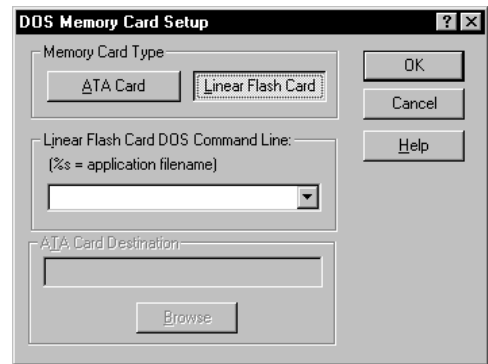 DOS Memory Card Setup
Memory Card Type
ATA Card
Linear Flash Card
OK
Cancel
Help
Linear Flash Card DOS Command Line:
(%s = application filename)
ATA Card Destination
Browse